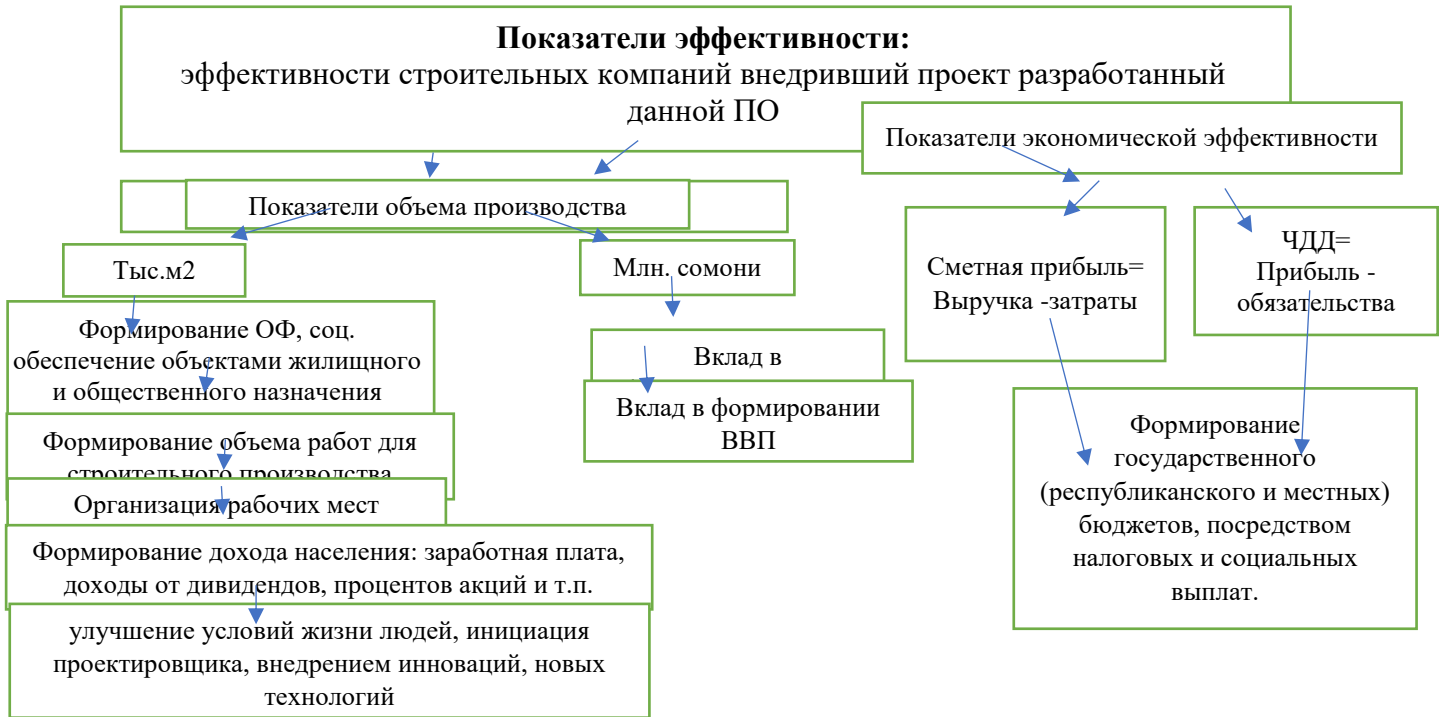 Показатели эффективности:
эффективности строительных компаний внедривший проект разработанный
данной ПО
Показатели экономической эффективности
Показатели объема производства
Тыс.м2
Млн. сомони
Сметная прибыль=
Выручка -затраты
ЧДД=
Прибыль -
обязательства
Формирование ОФ, соц.
обеспечение объектами жилищного
и общественного назначения
Вклад в
Вклад в формировании
ВВП
Формирование объема работ для
строительного производства
Организация рабочих мест
Формирование дохода населения: заработная плата,
доходы от дивидендов, процентов акций и т.п.
улучшение условий жизни людей, инициация
проектировщика, внедрением инноваций, новых
технологий
Формирование
государственного
(республиканского и местных)
бюджетов, посредством
налоговых и социальных
выплат.